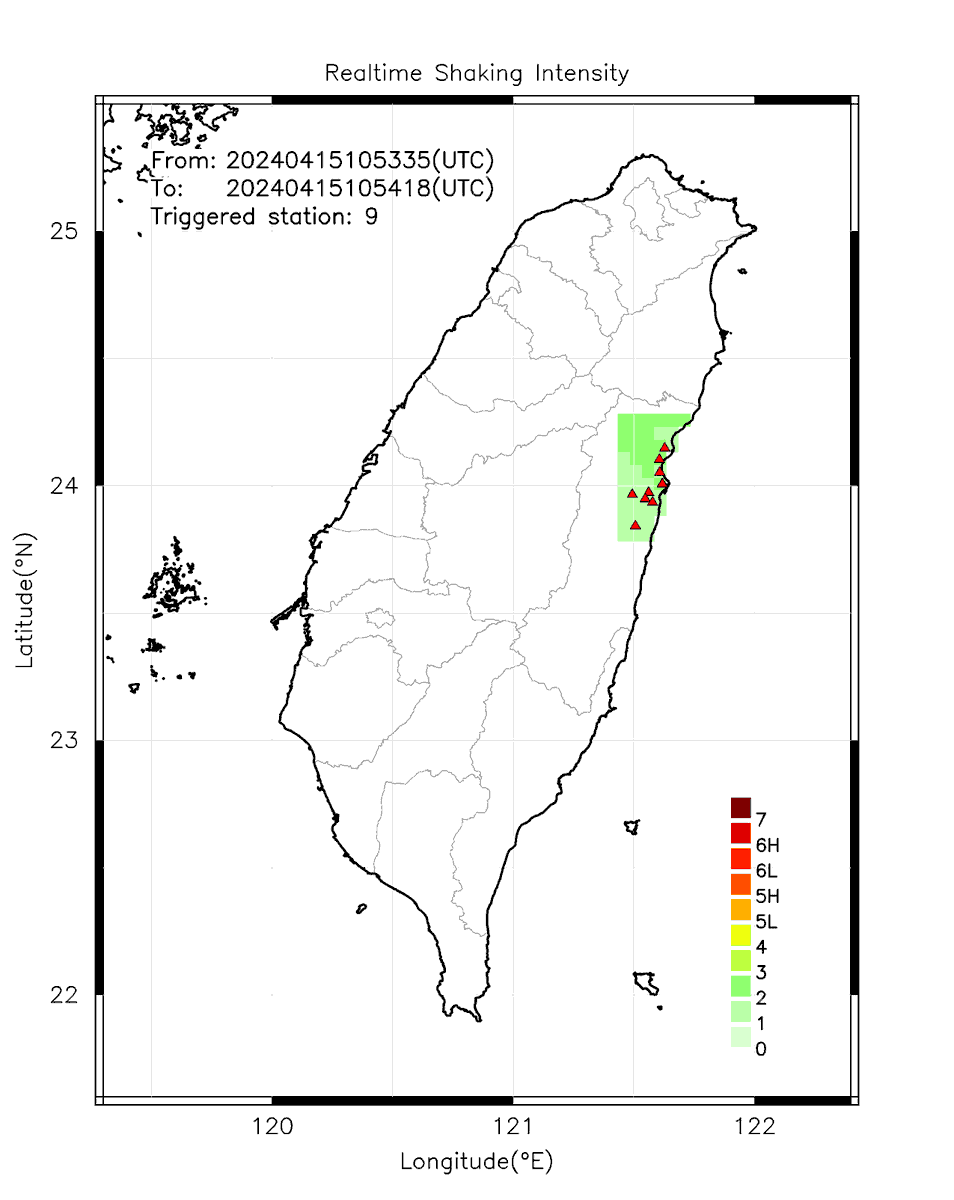 Realtime Shaking Intensity
From: 20240415105335(UTC)
To: 20240415105418(UTC)
Triggered station: 9
25
24
23
22
Latitude(°N)
7
6H
6L
5H
5L
4
3
2
1
0
120 121 122
Longitude(°E)